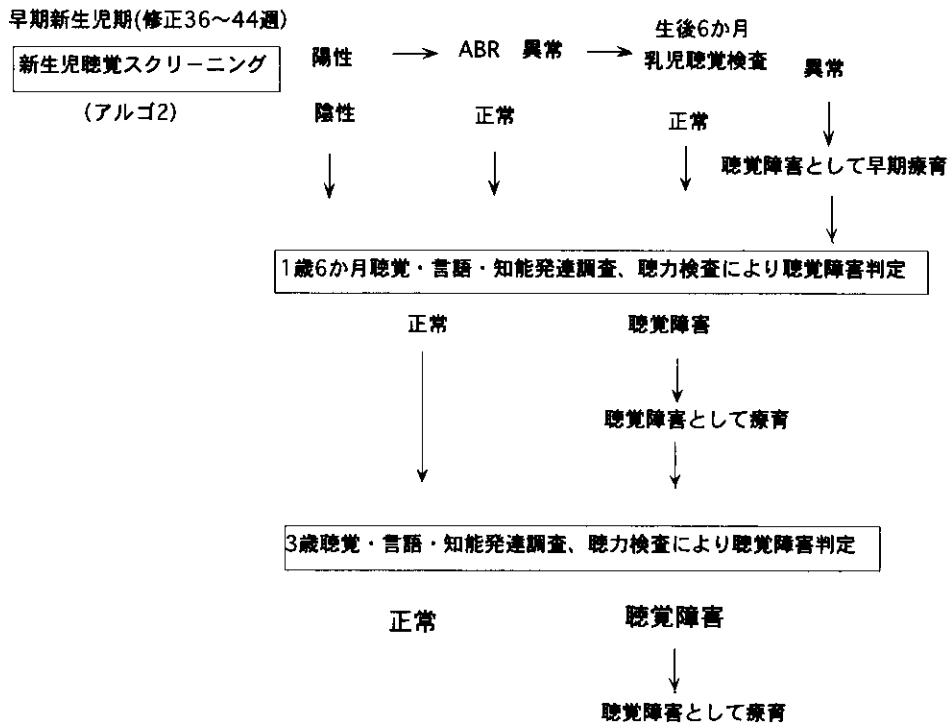 早期新生児期(修正36〜44週)
新生児聴覚スクリーニング
(アルゴ2)
陽性
ABR 異常
生後6か月
乳児聴覚検査
異常
陰性
正常
正常
聴覚障害として早期療育
1歳6か月聴覚・言語・知能発達調査、聴力検査により聴覚障害判定
正常
聴覚障害
聴覚障害として療育
3歳聴覚・言語・知能発達調査、聴力検査により聴覚障害判定
正常
聴覚障害
聴覚障害として療育